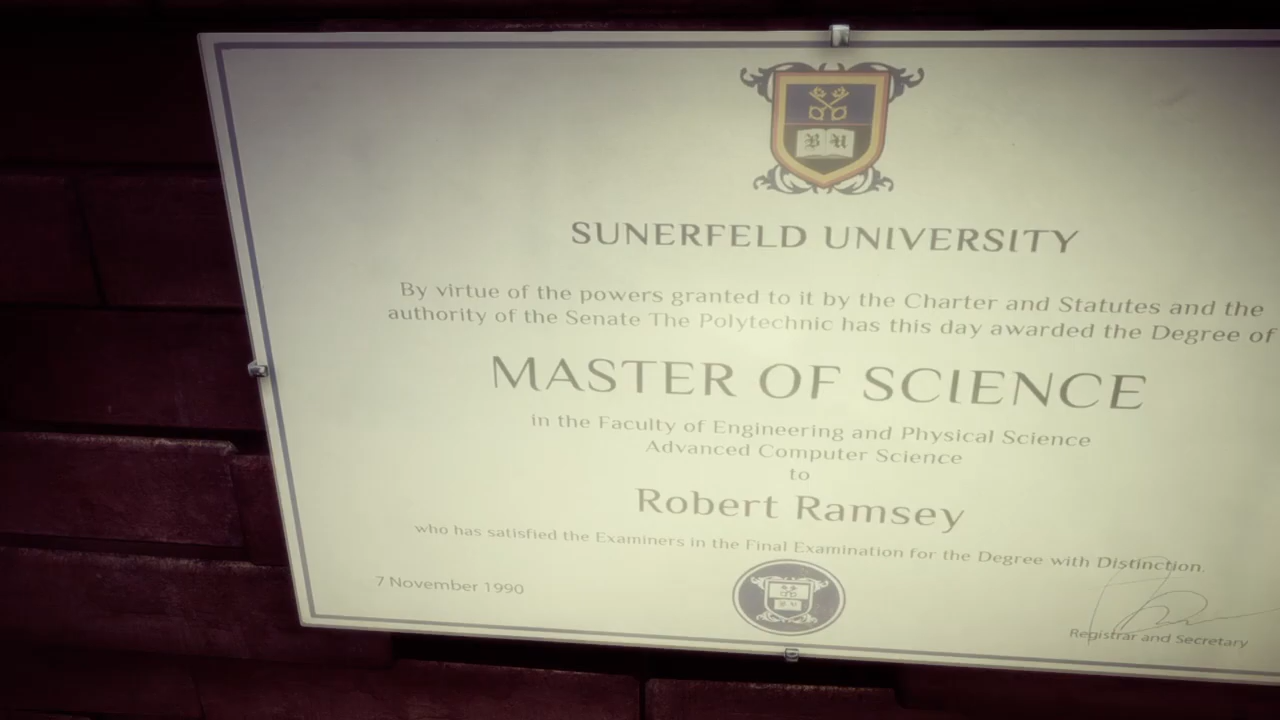 B U
SUNERFELD UNIVERSITY
By virtue of the powers granted to it by the Charter and Statutes and the
authority of the Senate The Polytechnic has this day awarded the Degree of
MASTER OF SCIENCE
in the Faculty of Engineering and Physical Science
Advanced Computer Science
to
Robert Ramsey
who has satisfied the Examiners in the Final Examination for the Degree with Distinction.
7 November 1990
Registrar and Secretary